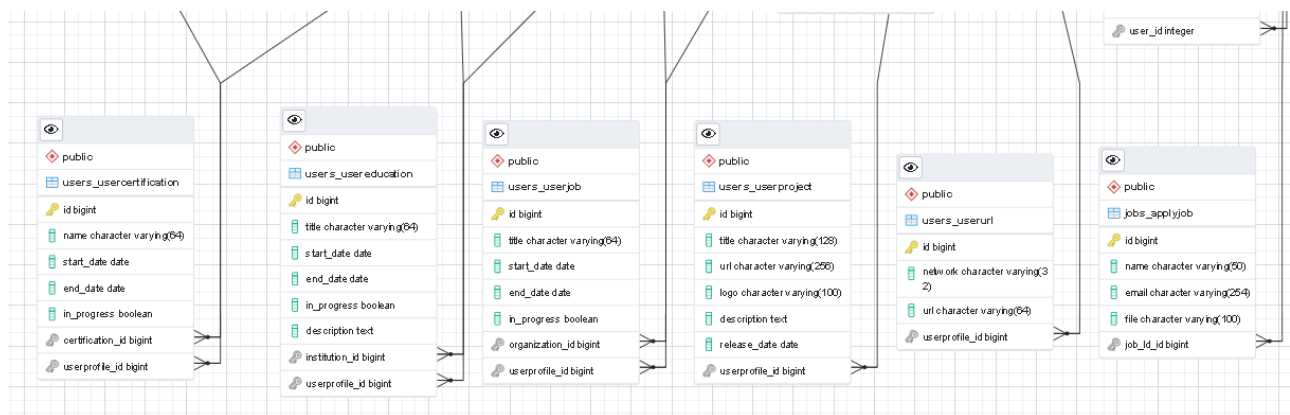 user_id integer
public
users_usercertification
id bigint
name character varying(64)
start_date date
end_date date
in_progress boolean
certification_id bigint
userprofile_id bigint
public
users_usereducation
id bigint
title character varying(64)
start_date date
end_date date
in_progress boolean
description text
institution_id bigint
userprofile_id bigint
public
users_userjob
id bigint
title character varying(64)
start_date date
end_date date
in_progress boolean
organization_id bigint
userprofile_id bigint
public
users_userproject
id bigint
title character varying(128)
url character varying(256)
logo character varying(100)
description text
release_date date
userprofile_id bigint
public
users_userurl
id bigint
network character varying(3
2)
url character varying(64)
userprofile_id bigint
public
jobs_applyjob
id bigint
name character varying(50)
email character varying(254)
file character varying(100)
job_Id_id bigint